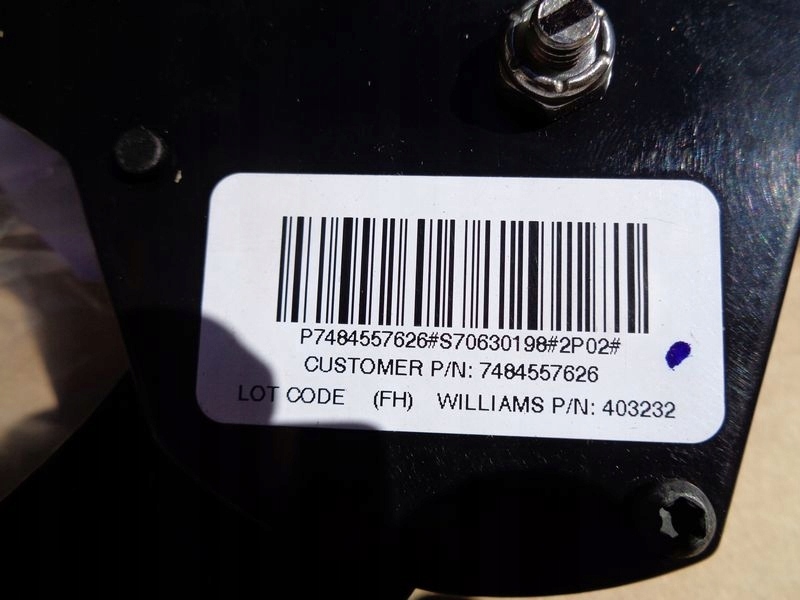 P7484557626#S70630198#2P02#
CUSTOMER P/N: 7484557626
LOT CODE (FH) WILLIAMS P/N: 403232